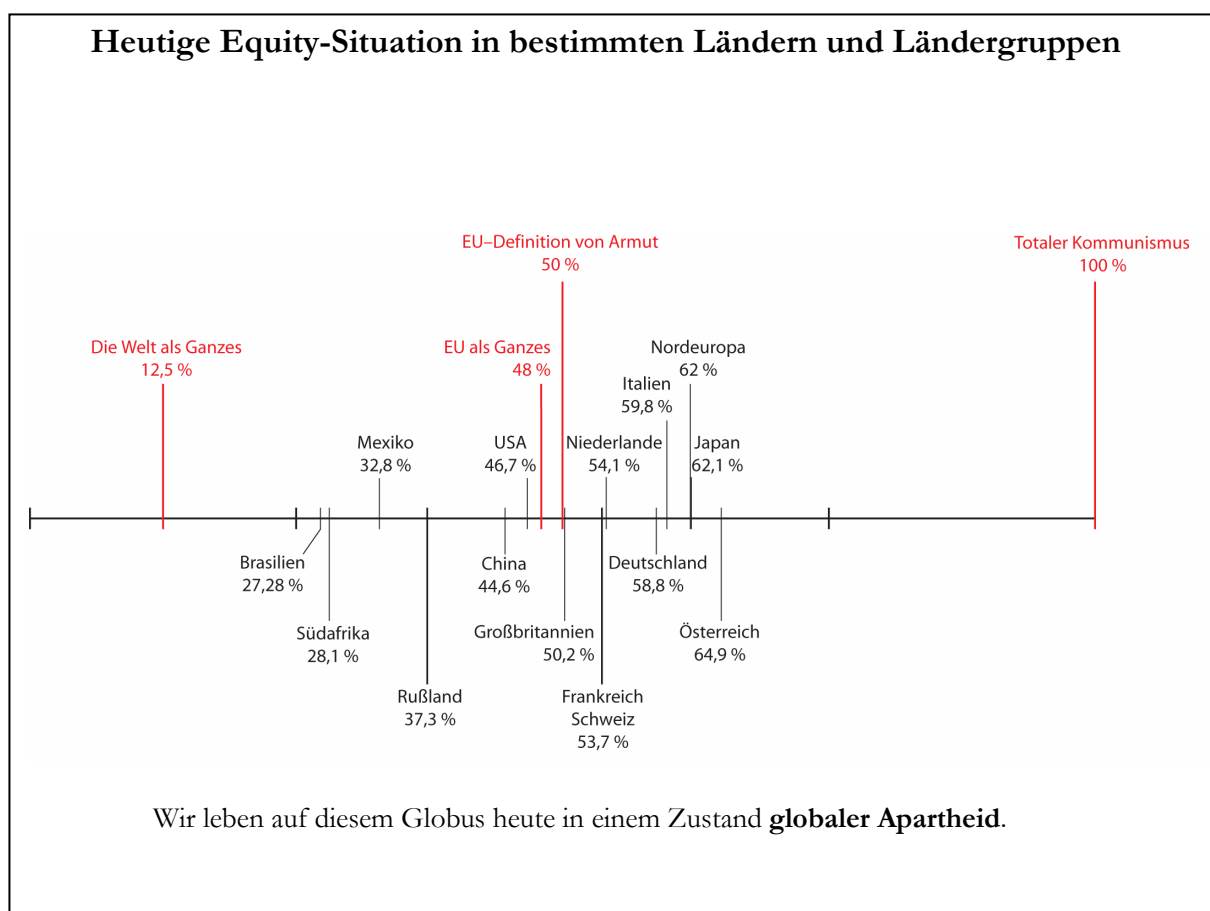 Heutige Equity-Situation in bestimmten Ländern und Ländergruppen
EU–Definition von Armut
50 %
Totaler Kommunismus
100 %
Die Welt als Ganzes
12,5 %
EU als Ganzes
48 %
Nordeuropa
62 %
Italien
59,8 %
Mexiko
32,8 %
USA
46,7 %
Niederlande
54,1 %
Japan
62,1 %
Brasilien
27,28 %
China
44,6 %
Deutschland
58,8 %
Südafrika
28,1 %
Großbritannien
50,2 %
Österreich
64,9 %
Rußland
37,3 %
Frankreich
Schweiz
53,7 %
Wir leben auf diesem Globus heute in einem Zustand globaler Apartheid.